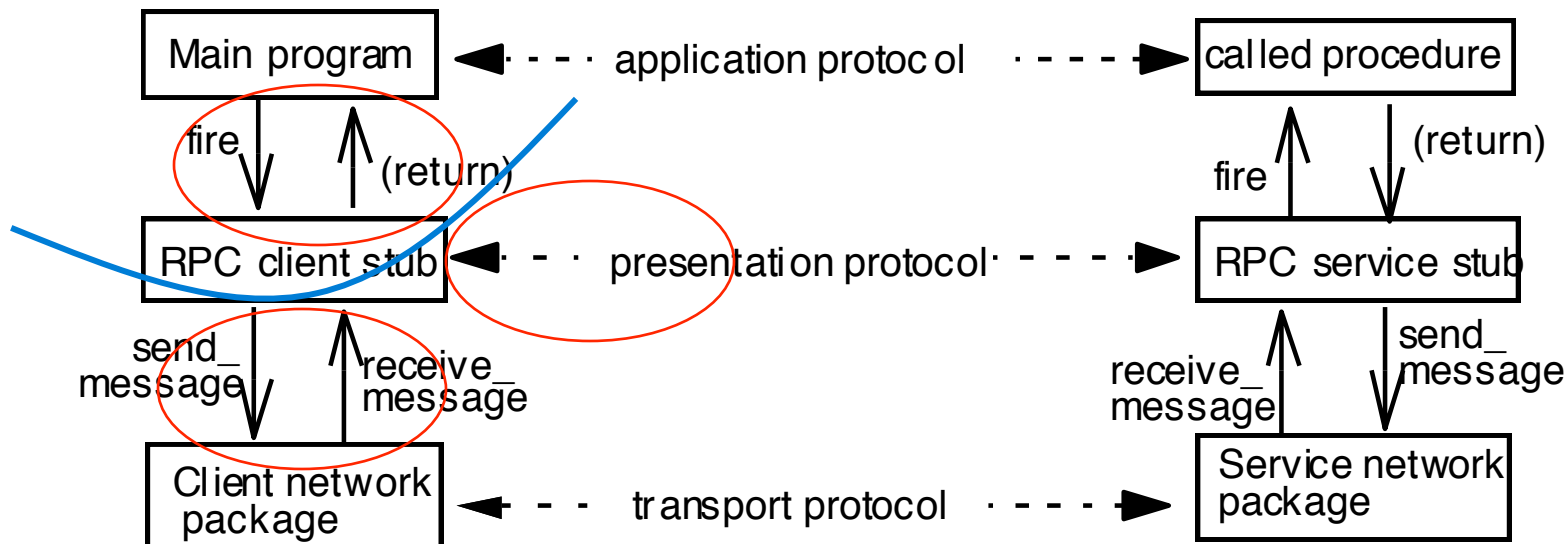 Main program
application protocol
called procedure
fire
(return)
fire
(return)
RPC client stub
presentation protocol
RPC service stub
send_
message
receive_
message
receive_
message
send_
message
Client network
package
transport protocol
Service network
package